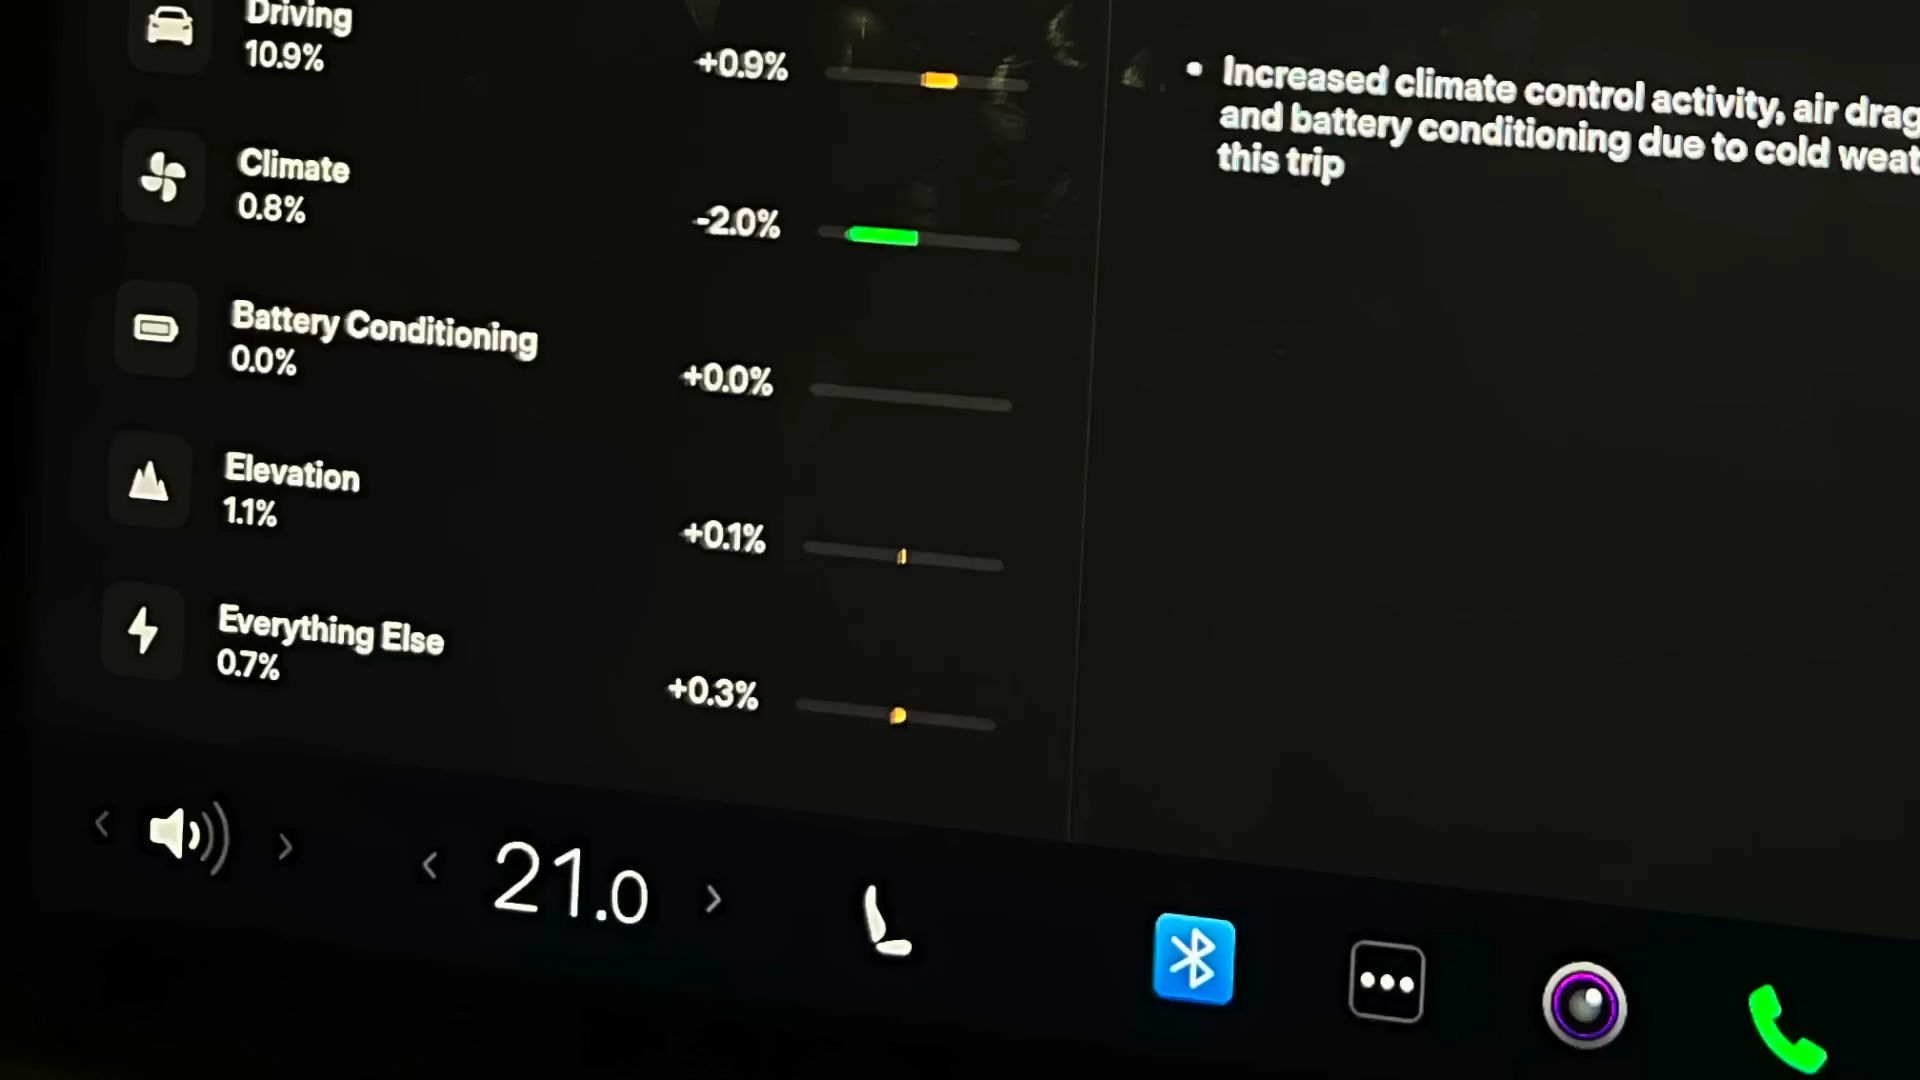 Driving
10.9%
+0.9%
Climate
0.8%
-2.0%
Battery Conditioning
0.0%
+0.0%
Elevation
1.1%
+0.1%
Everything Else
0.7%
+0.3%
• Increased climate control activity, air drag
and battery conditioning due to cold weat
this trip
21.0